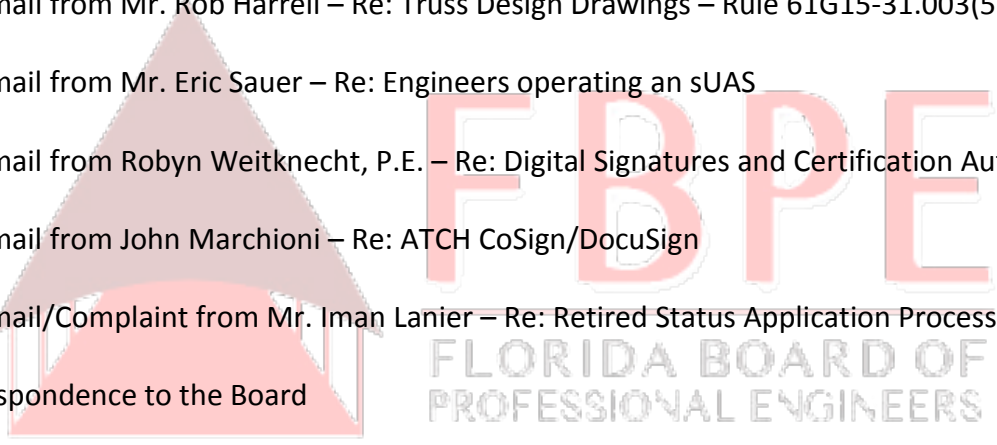 mail from Mr. Rob Harrell – Re: Truss Design Drawings – Rule 61G15-31.003(5
mail from Mr. Eric Sauer – Re: Engineers operating an sUAS
mail from Robyn Weitknecht, P.E. – Re: Digital Signatures and Certification Aut
mail from John Marchioni – Re: ATCH CoSign/DocuSign
mail/Complaint from Mr. Iman Lanier – Re: Retired Status Application Process
spondence to the Board
FBPE
FLORIDA BOARD OF
PROFESSIONAL ENGINEERS